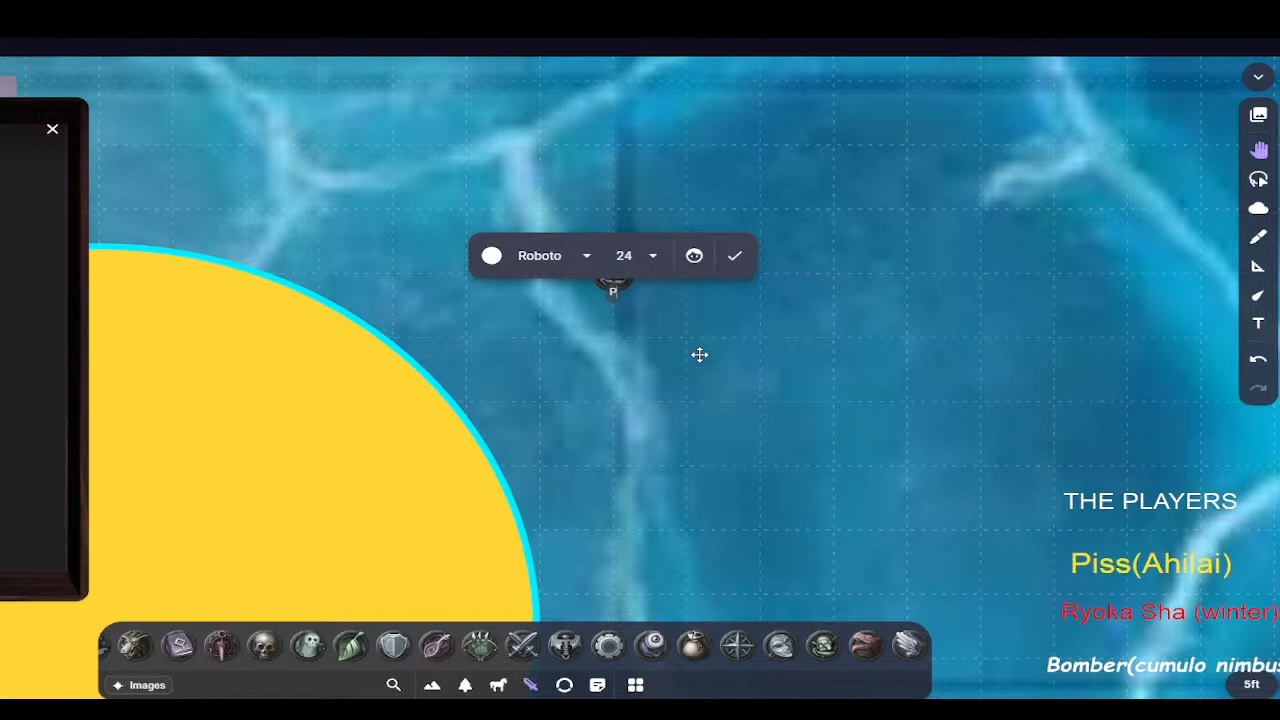 Roboto 24
P
THE PLAYERS
Piss(Ahilai)
Ryoka Sha (winter)
Bomber(cumulo nimbus
Images
5ft